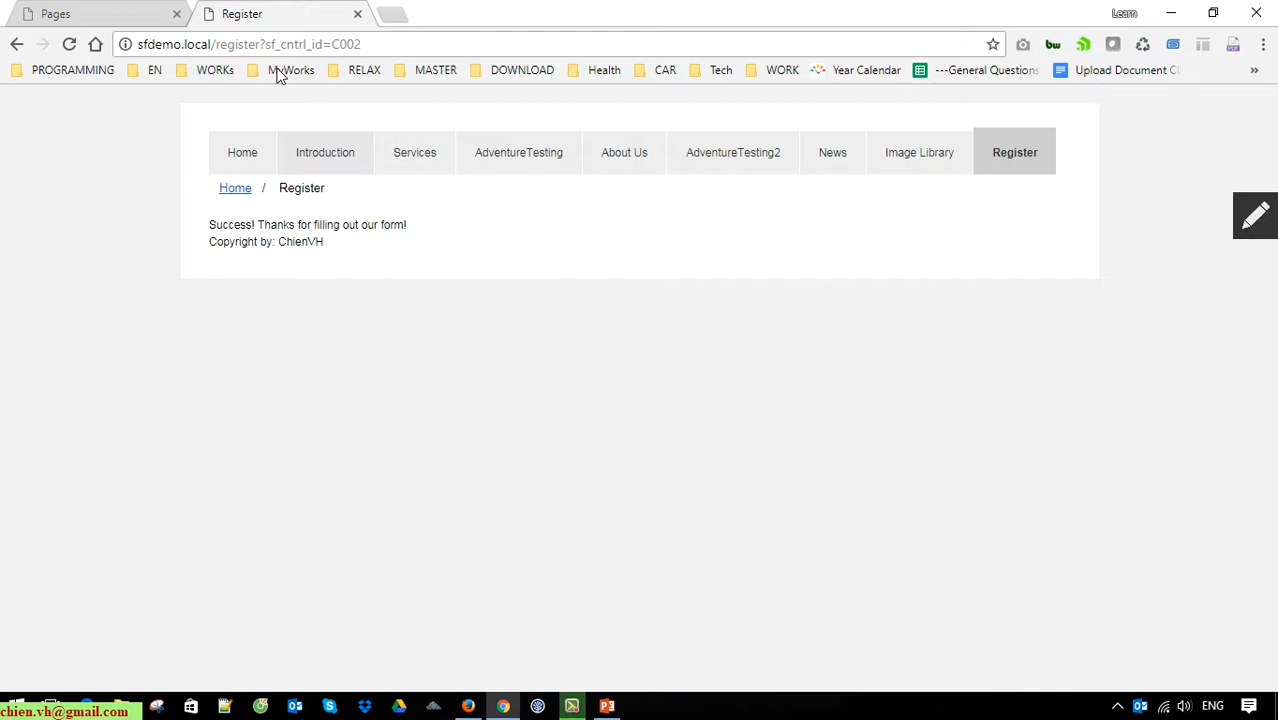 Pages
Register
Learn
sfdemo.local/register?sf_cntrl_id=C002
PROGRAMMING EN WORKs MyWorks RELAX MASTER DOWNLOAD Health CAR Tech WORK Year Calendar ---General Questions Upload Document Cl
Home Introduction Services AdventureTesting About Us AdventureTesting2 News Image Library Register
Home / Register
Success! Thanks for filling out our form!
Copyright by: ChienVH
chien.vh@gmail.com
ENG